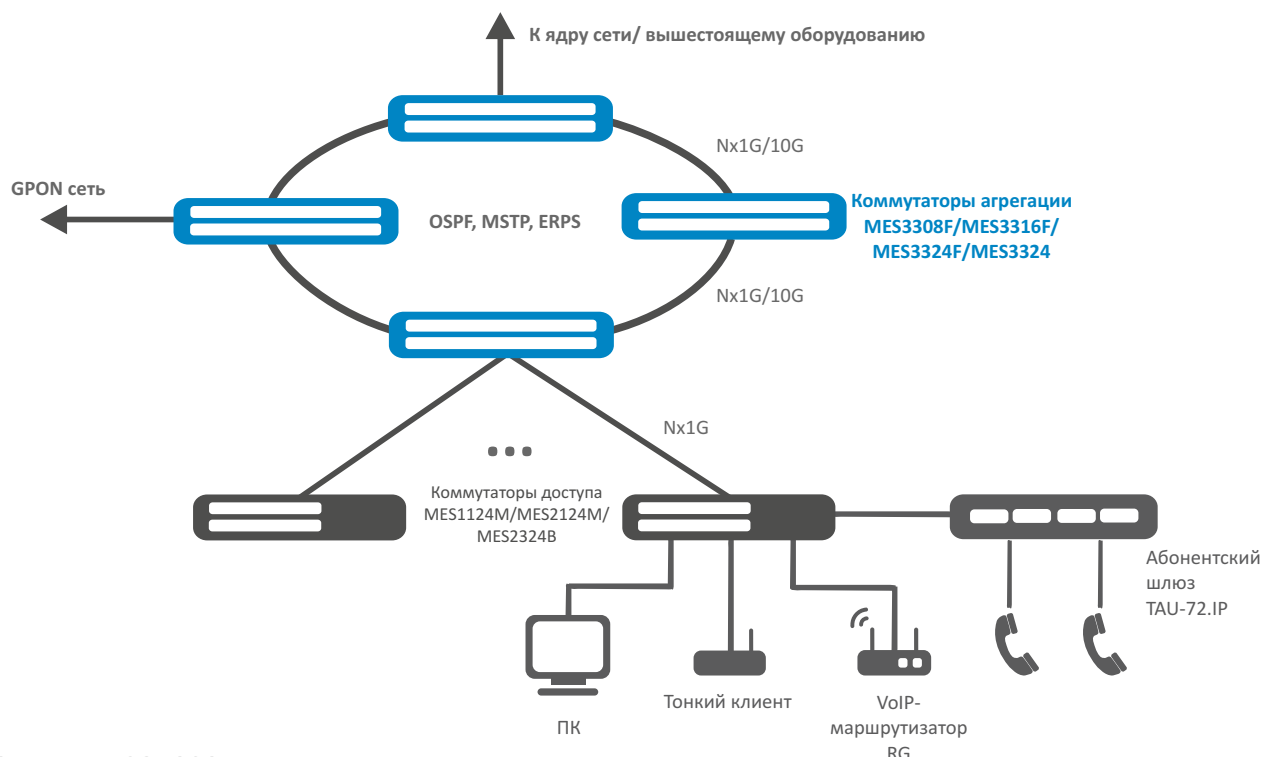 К ядру сети/ вышестоящему оборудованию
Nx1G/10G
GPON сеть
OSPF, MSTP, ERPS
Коммутаторы агрегации
MES3308F/MES3316F/
MES3324F/MES3324
Nx1G/10G
Nx1G
Коммутаторы доступа
MES1124M/MES2124M/
MES2324B
Абонентский
шлюз
TAU-72.IP
ПК
Тонкий клиент
VoIP-
маршрутизатор
RG